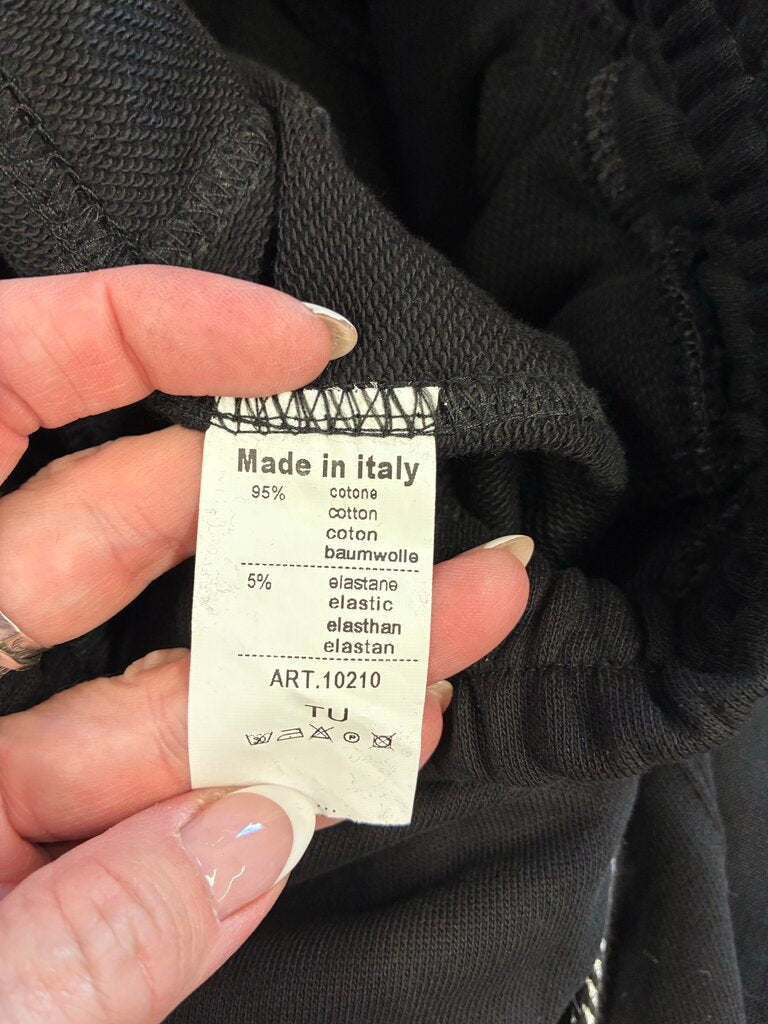 Made in italy
95% cotone
cotton
coton
baumwolle
5% elastane
elastic
elasthan
elastan
ART.10210
TU